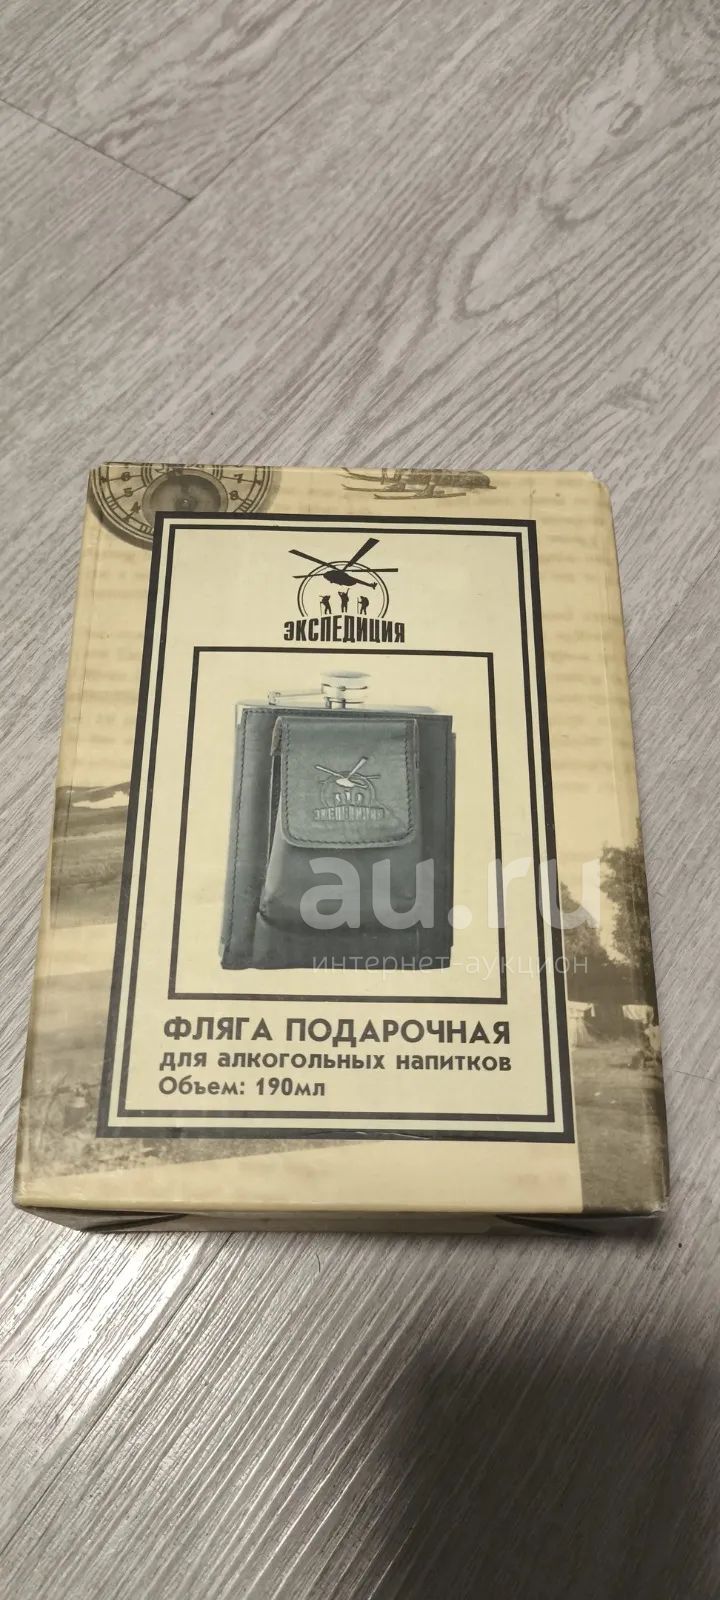 ЭКСПЕДИЦИЯ
ЭКСПЕДИЦИЯ
au.ru
интернет-аукцион
ФЛЯГА ПОДАРОЧНАЯ
для алкогольных напитков
Объем: 190мл